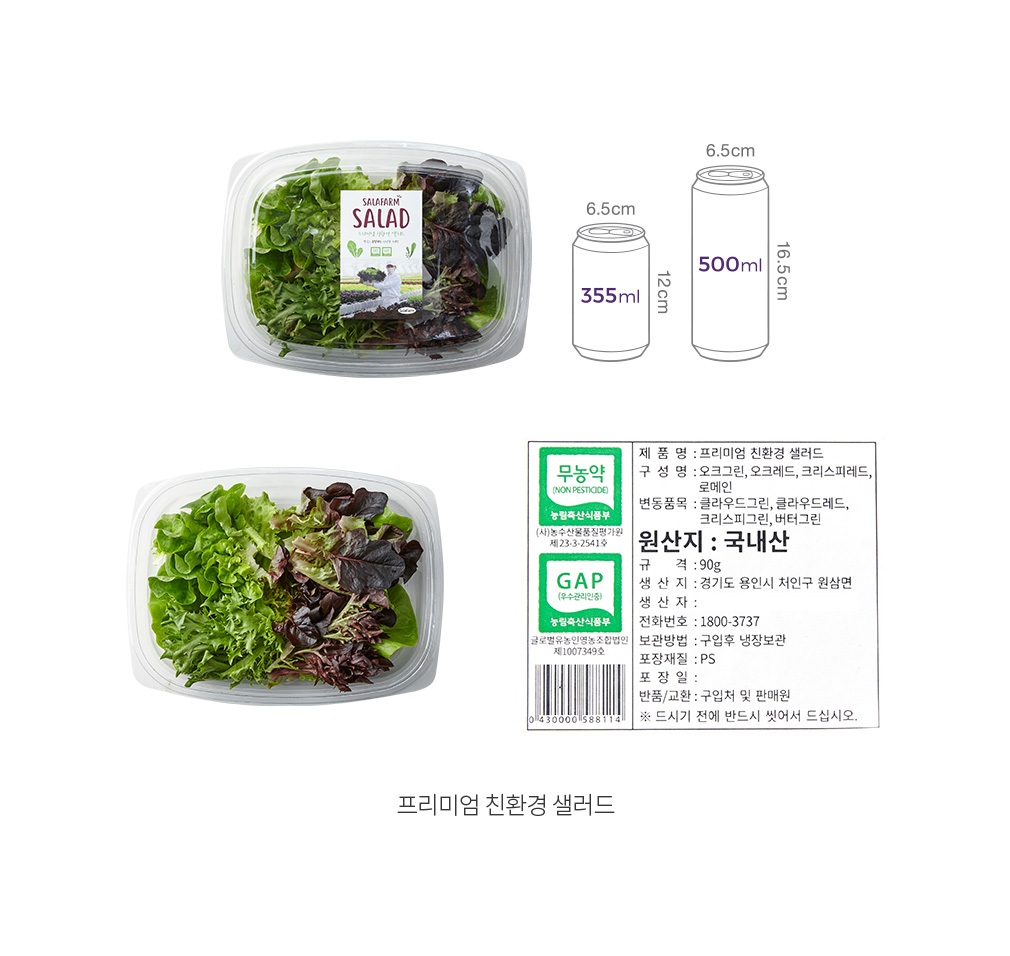 SALAFARM
SALAD
6.5cm
355ml
12cm
6.5cm
500ml
16.5cm
무농약
(NON PESTICIDE)
농림축산식품부
(사)농수산물품질평가원
제 23-3-2541호
GAP
(우수관리인증)
농림축산식품부
글로벌유농인영농조합법인
제1007349호
0 430000 588114
제 품 명 : 프리미엄 친환경 샐러드
구 성 명 : 오크그린, 오크레드, 크리스피레드,
로메인
변동품목 : 클라우드그린, 클라우드레드,
크리스피그린, 버터그린
원산지 : 국내산
규 격 : 90g
생 산 지 : 경기도 용인시 처인구 원삼면
생 산 자 :
전화번호 : 1800-3737
보관방법 : 구입후 냉장보관
포장재질 : PS
포 장 일 :
반품/교환 : 구입처 및 판매원
※ 드시기 전에 반드시 씻어서 드십시오.
프리미엄 친환경 샐러드